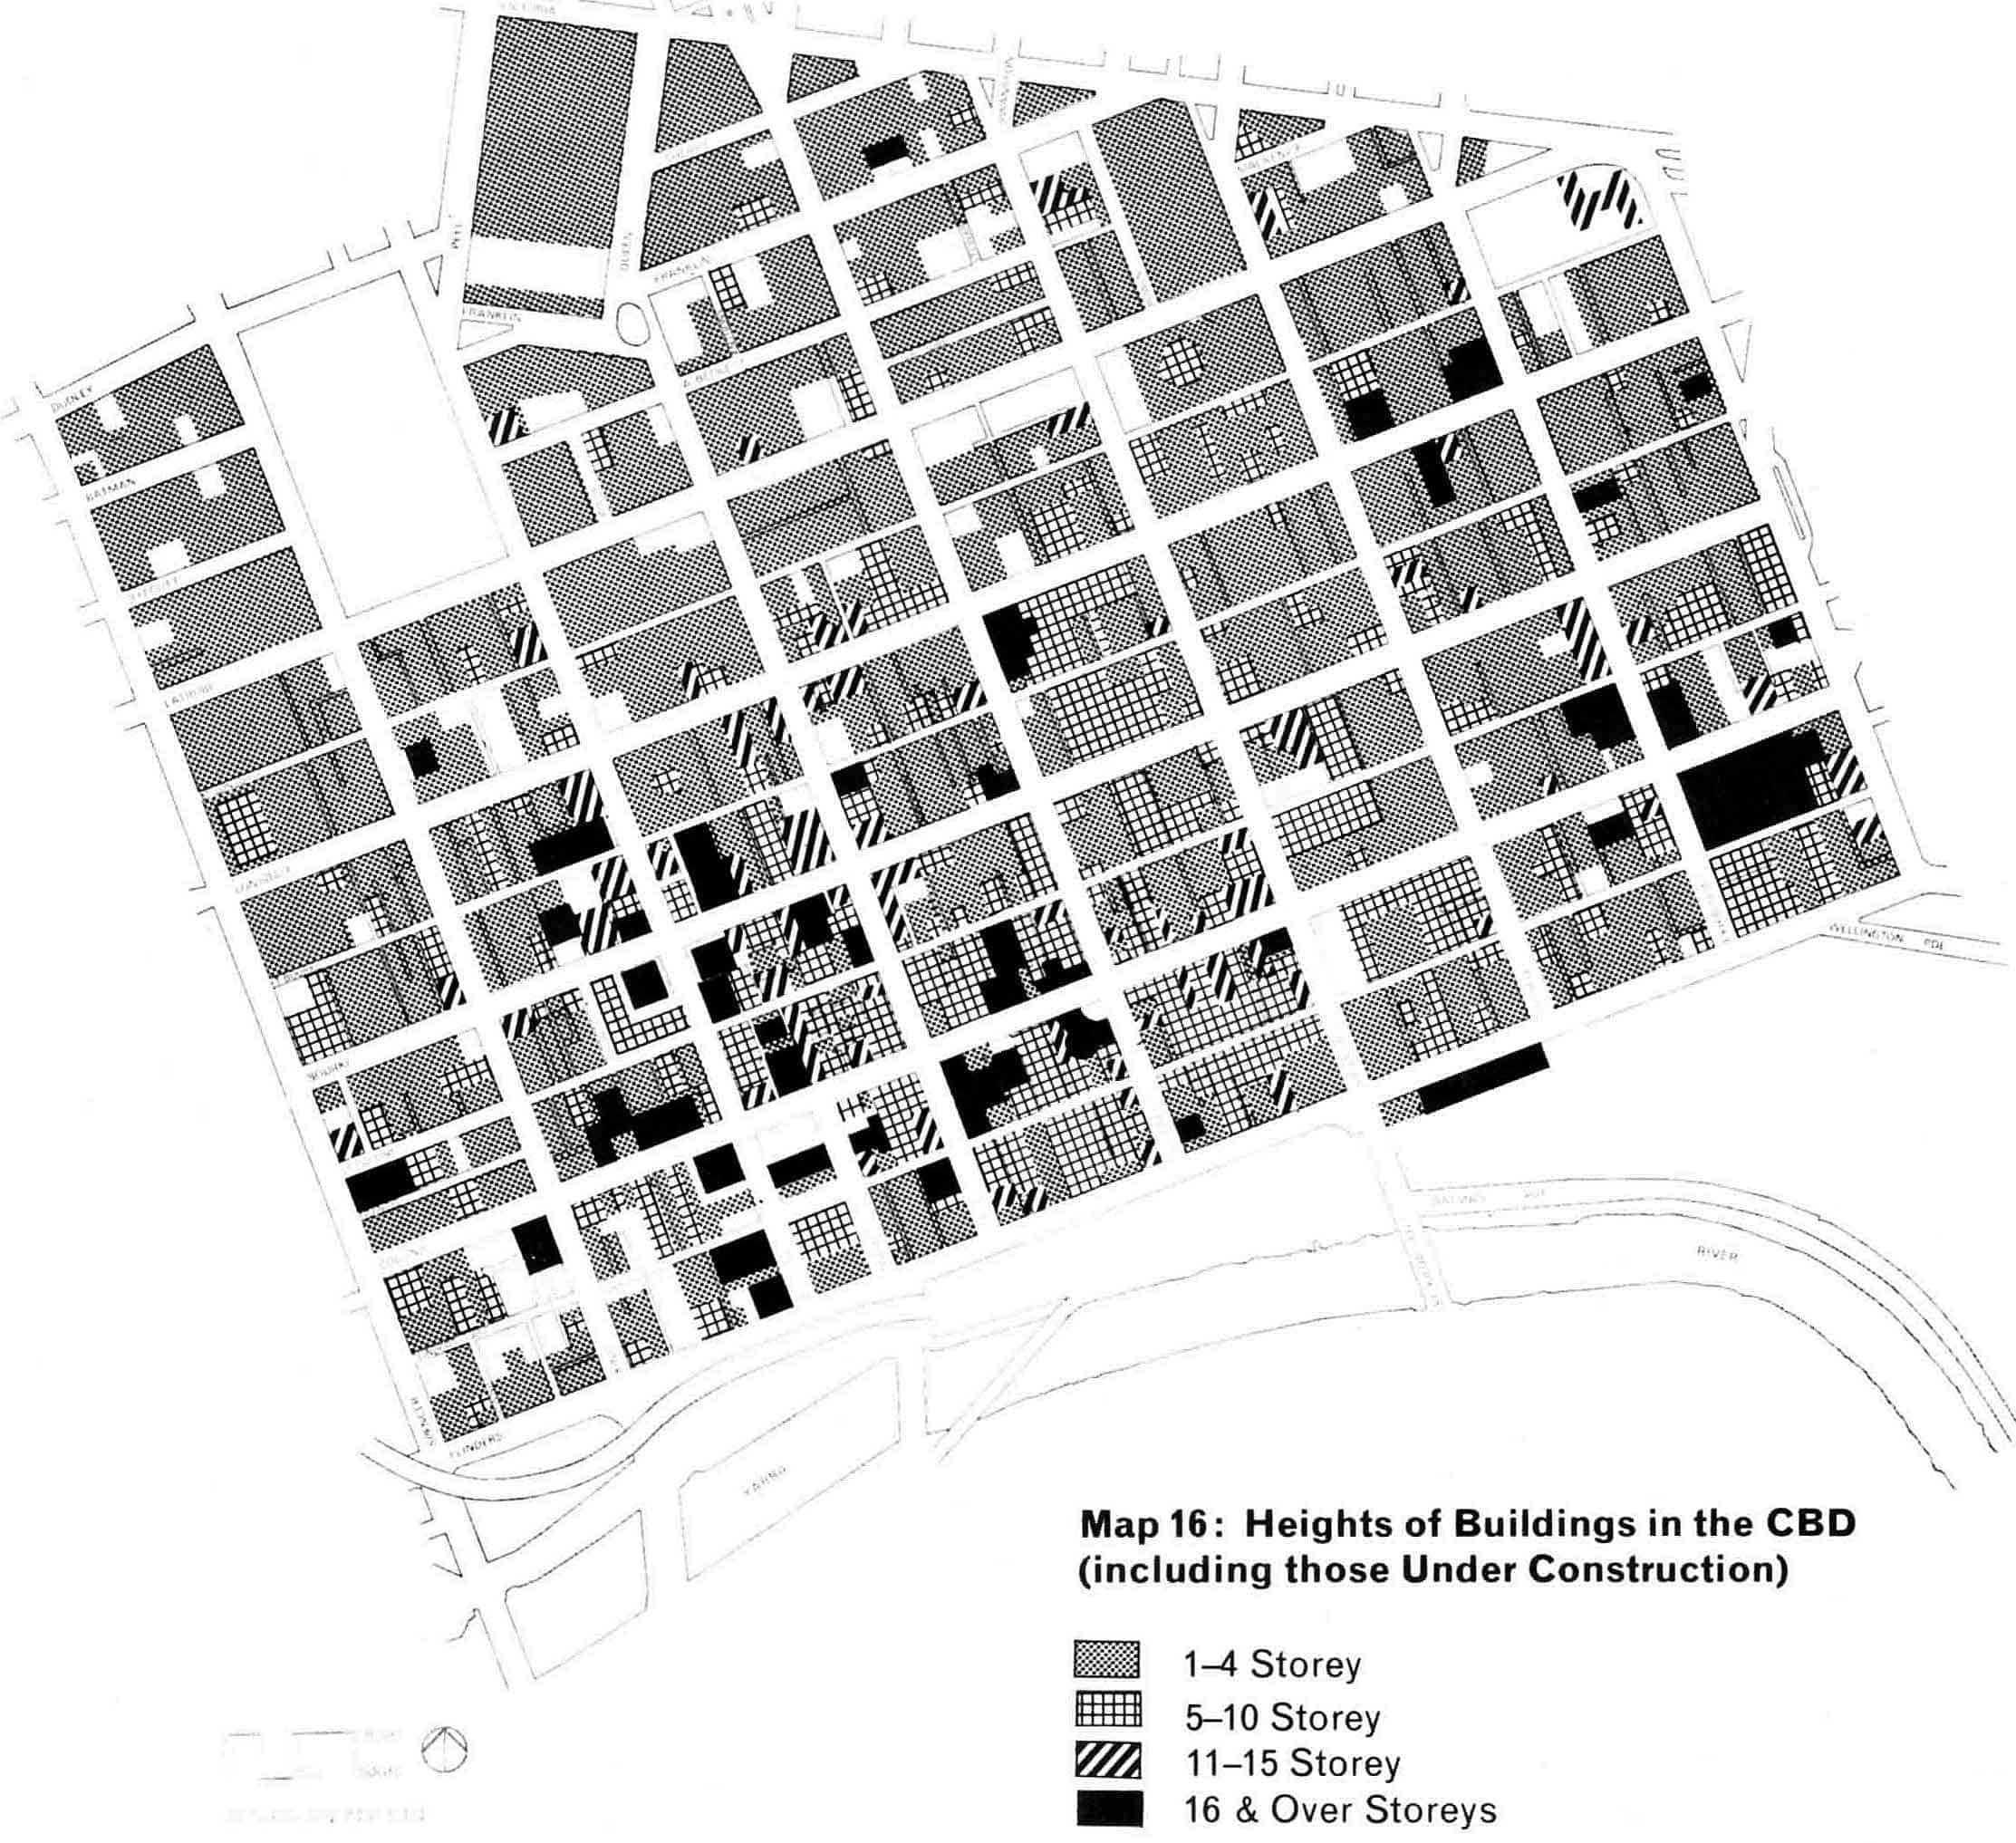 VICTORIA
PEEL
QUEEN
FRANKLIN
FRANKLIN
DUDLEY
BATMAN
LATROBE
LONSDALE
BOURKE
COLLINS
SPENCER
FLINDERS
WELLINGTON PDE
BATMAN AVE
RIVER
YARRA
Map 16: Heights of Buildings in the CBD
(including those Under Construction)
1–4 Storey
5–10 Storey
11–15 Storey
16 & Over Storeys